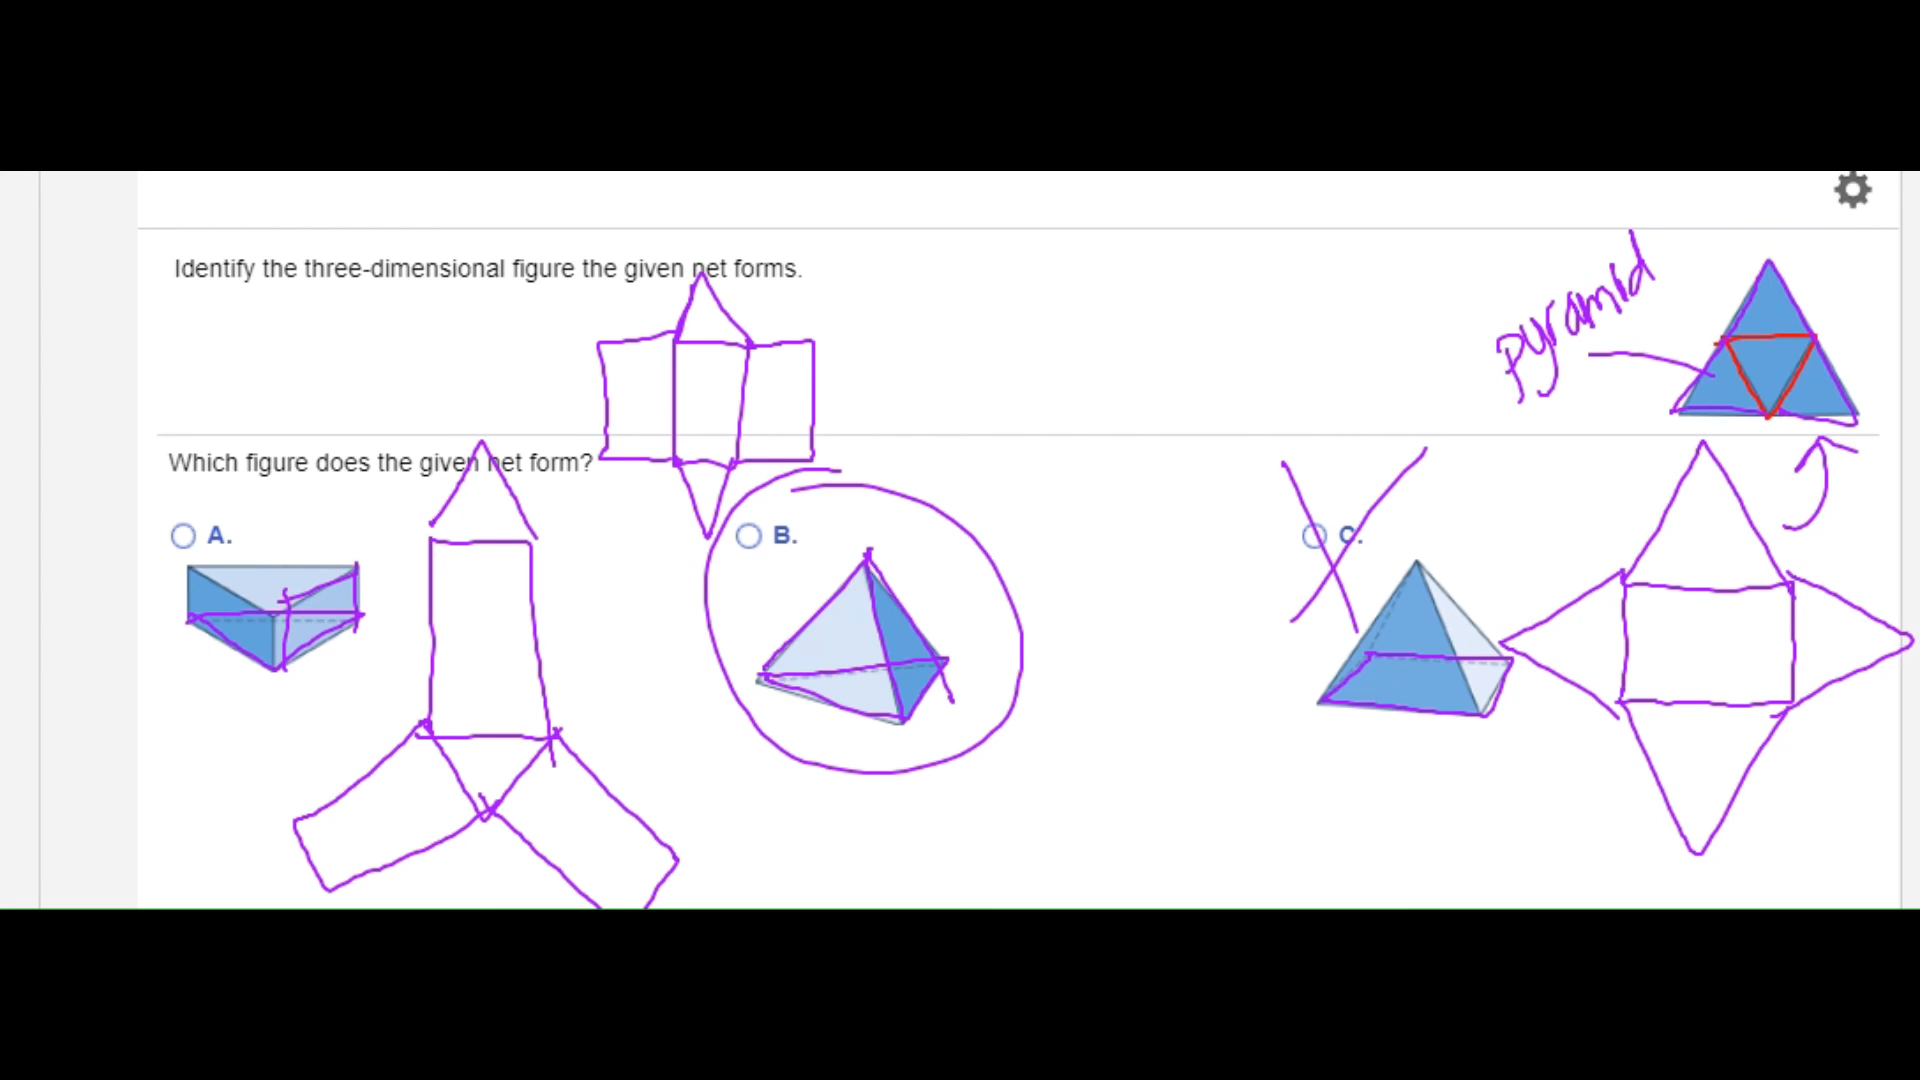 Identify the three-dimensional figure the given net forms.
pyramid
Which figure does the given net form?
A.
B.
C.